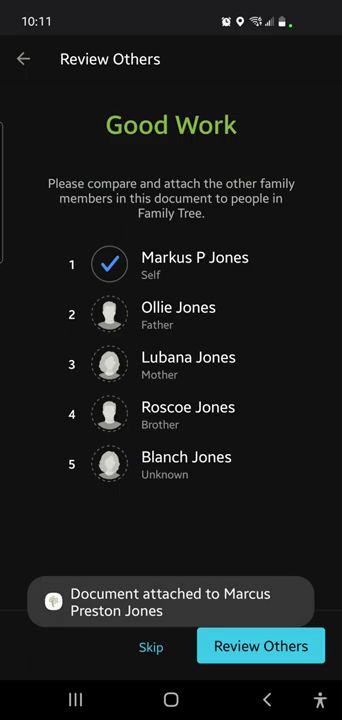 10:11
Review Others
Good Work
Please compare and attach the other family
members in this document to people in
Family Tree.
1 Markus P Jones
Self
2 Ollie Jones
Father
3 Lubana Jones
Mother
4 Roscoe Jones
Brother
5 Blanch Jones
Unknown
Document attached to Marcus
Preston Jones
Skip Review Others